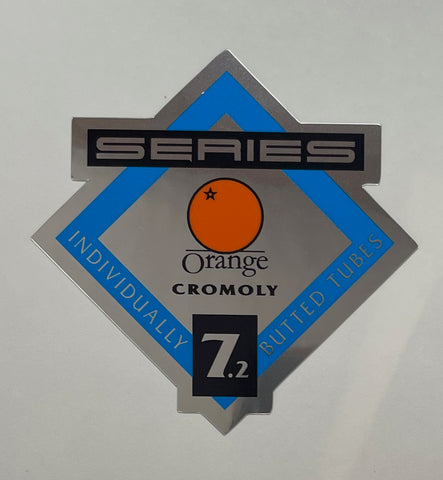 SERIES
Orange
CROMOLY
INDIVIDUALLY
BUTTED TUBES
7.2